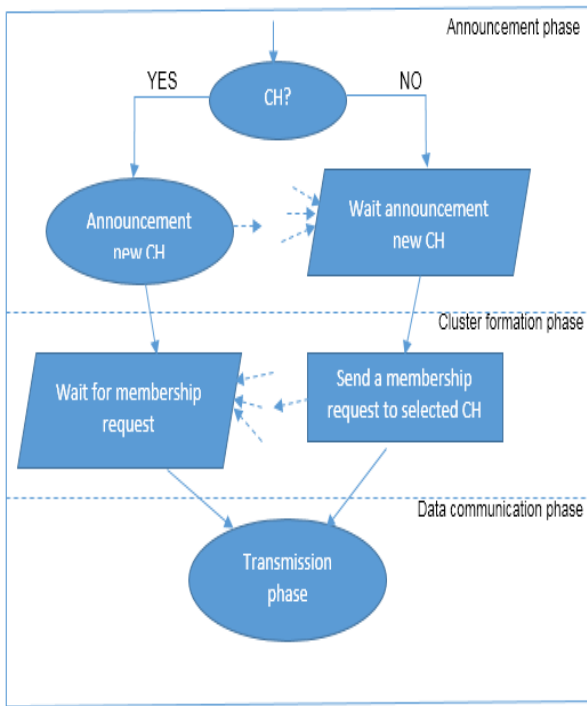 Announcement phase
YES
NO
CH?
Announcement
new CH
Wait announcement
new CH
Cluster formation phase
Wait for membership
request
Send a membership
request to selected CH
Data communication phase
Transmission
phase